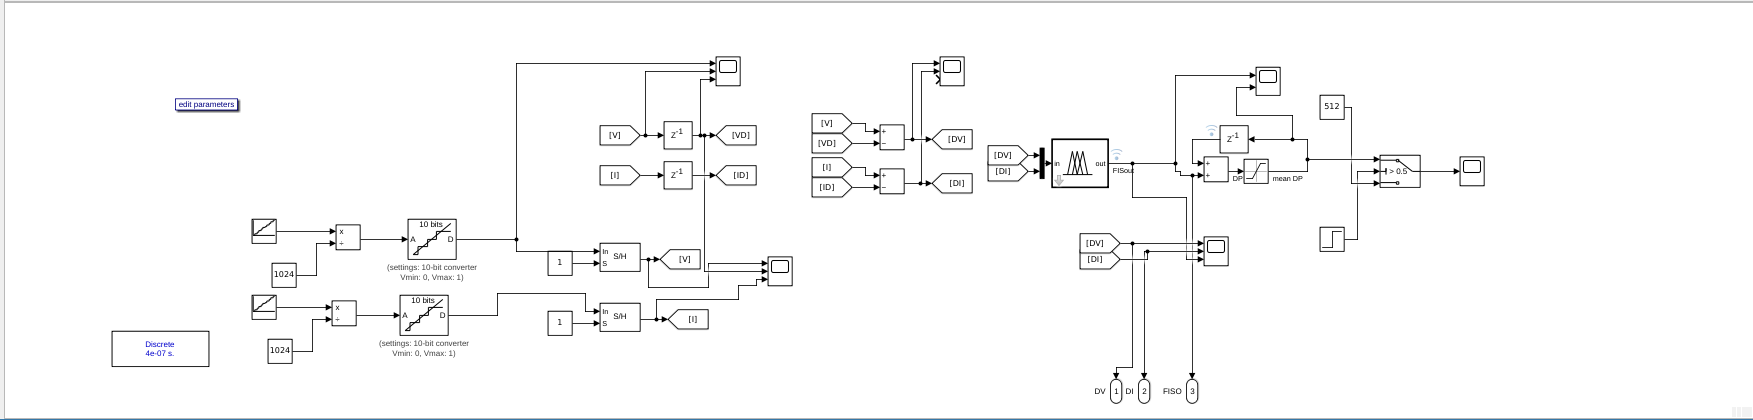 edit parameters
[V]
Z-1
[VD]
[I]
Z-1
[ID]
x
÷
1024
10 bits
A
D
(settings: 10-bit converter
Vmin: 0, Vmax: 1)
1
In
S
S/H
[V]
x
÷
1024
10 bits
A
D
(settings: 10-bit converter
Vmin: 0, Vmax: 1)
1
In
S
S/H
[I]
Discrete
4e-07 s.
[V]
[VD]
+
−
[DV]
[I]
[ID]
+
−
[DI]
[DV]
[DI]
in
out
FISout
Z-1
+
+
DP
mean DP
512
> 0.5
[DV]
[DI]
DV
1
DI
2
FISO
3